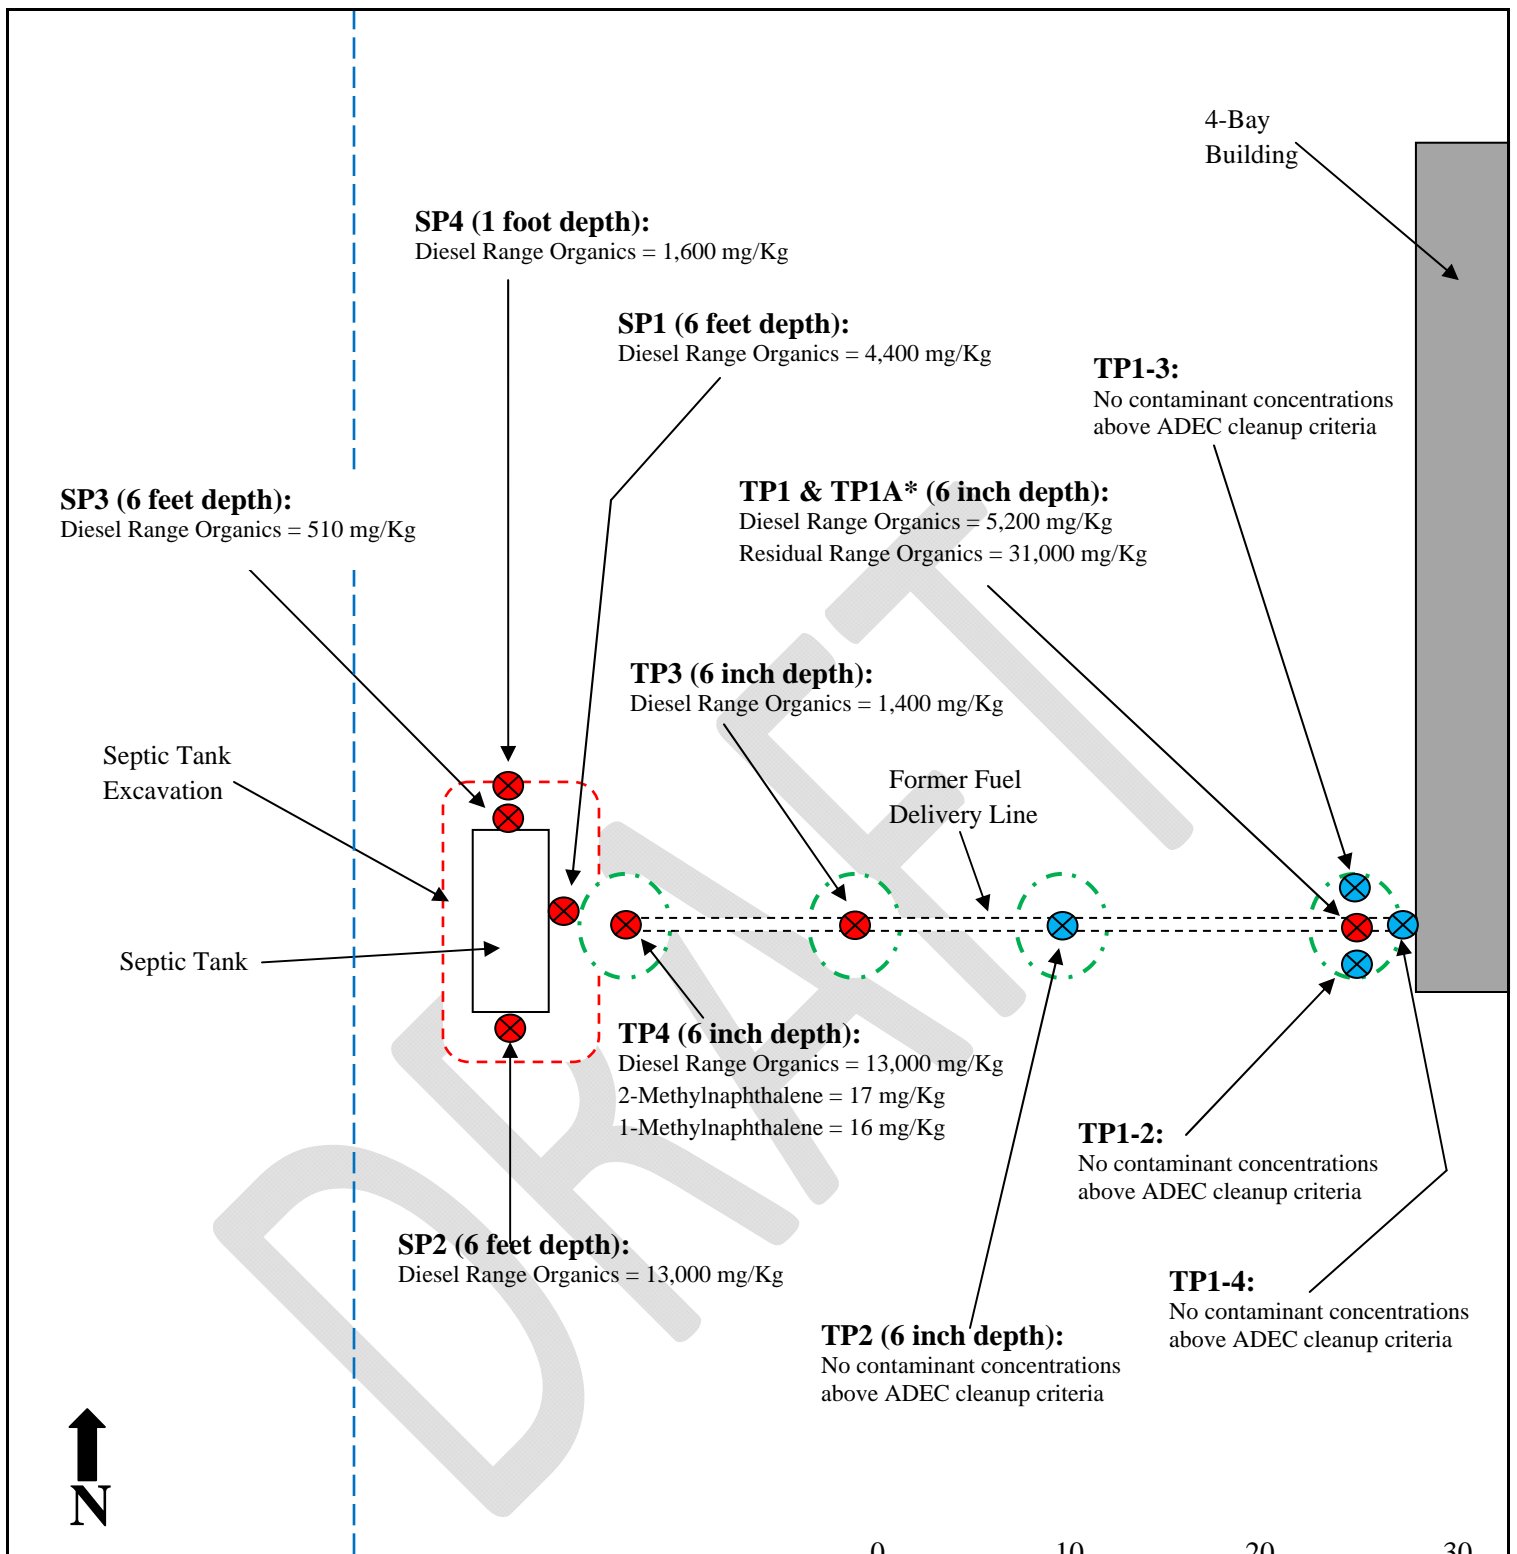 4-Bay
Building
SP4 (1 foot depth):
Diesel Range Organics = 1,600 mg/Kg
SP1 (6 feet depth):
Diesel Range Organics = 4,400 mg/Kg
TP1-3:
No contaminant concentrations
above ADEC cleanup criteria
SP3 (6 feet depth):
Diesel Range Organics = 510 mg/Kg
TP1 & TP1A* (6 inch depth):
Diesel Range Organics = 5,200 mg/Kg
Residual Range Organics = 31,000 mg/Kg
TP3 (6 inch depth):
Diesel Range Organics = 1,400 mg/Kg
Septic Tank
Excavation
Former Fuel
Delivery Line
Septic Tank
TP4 (6 inch depth):
Diesel Range Organics = 13,000 mg/Kg
2-Methylnaphthalene = 17 mg/Kg
1-Methylnaphthalene = 16 mg/Kg
TP1-2:
No contaminant concentrations
above ADEC cleanup criteria
SP2 (6 feet depth):
Diesel Range Organics = 13,000 mg/Kg
TP1-4:
No contaminant concentrations
above ADEC cleanup criteria
TP2 (6 inch depth):
No contaminant concentrations
above ADEC cleanup criteria
N
0 10 20 30
DRAFT